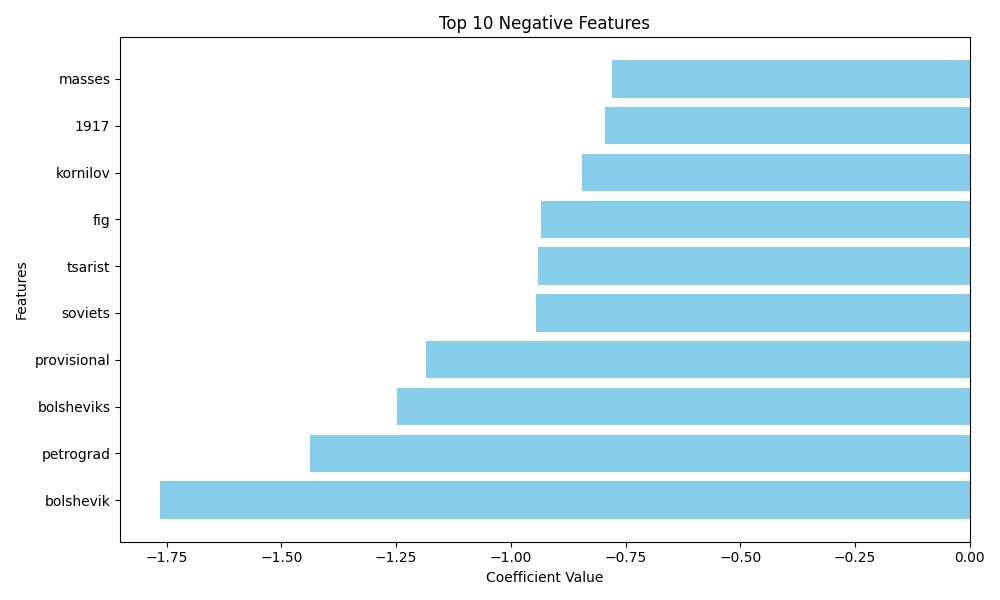 Top 10 Negative Features
Features
masses
1917
kornilov
fig
tsarist
soviets
provisional
bolsheviks
petrograd
bolshevik
−1.75 −1.50 −1.25 −1.00 −0.75 −0.50 −0.25 0.00
Coefficient Value